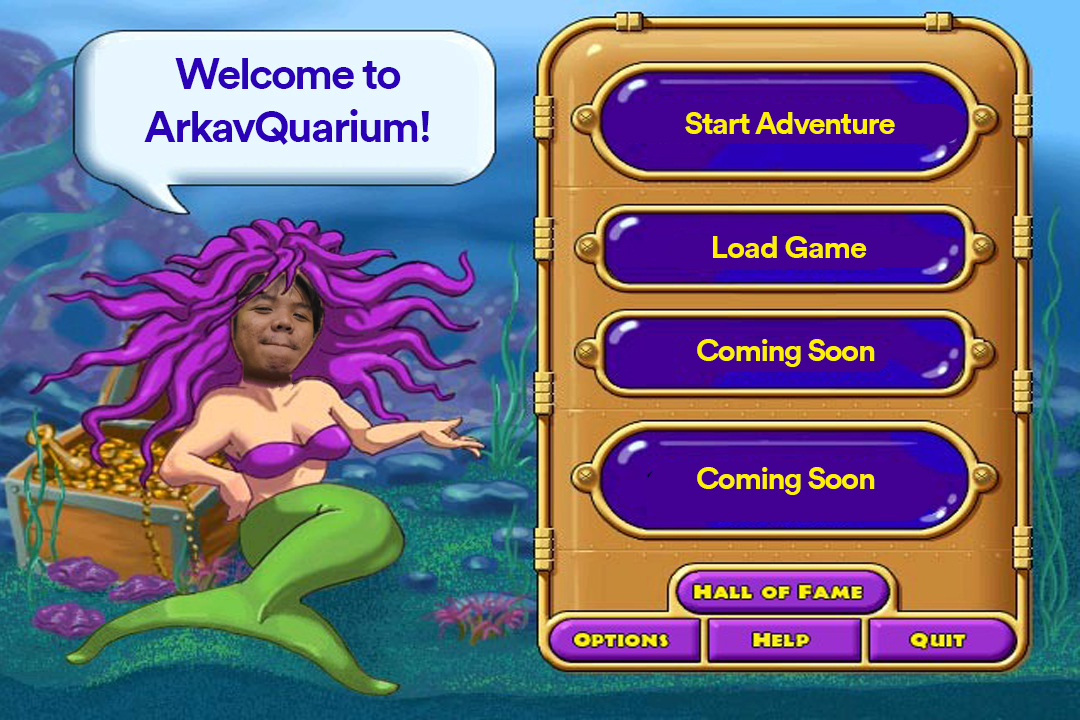 Welcome to
ArkavQuarium!
Start Adventure
Load Game
Coming Soon
Coming Soon
Hall of Fame
Options
Help
Quit